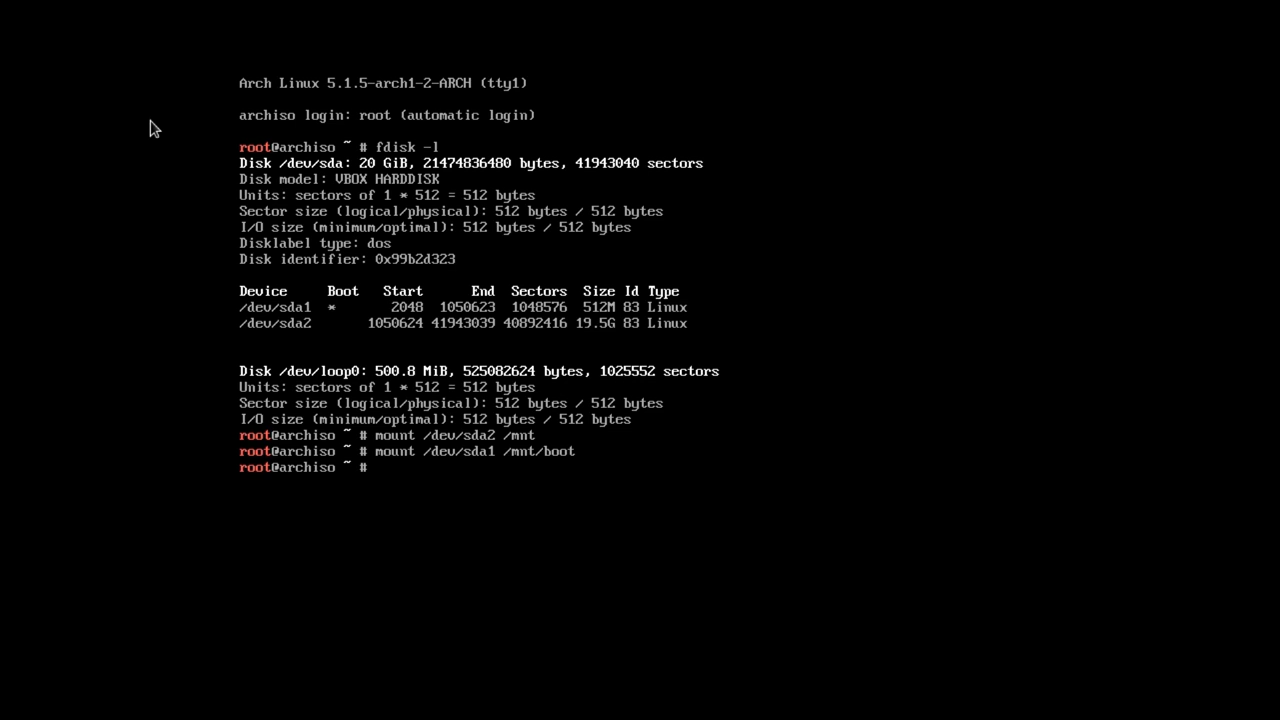 Arch Linux 5.1.5-arch1-2-ARCH (tty1)
archiso login: root (automatic login)
root@archiso ~ # fdisk -l
Disk /dev/sda: 20 GiB, 21474836480 bytes, 41943040 sectors
Disk model: VBOX HARDDISK
Units: sectors of 1 * 512 = 512 bytes
Sector size (logical/physical): 512 bytes / 512 bytes
I/O size (minimum/optimal): 512 bytes / 512 bytes
Disklabel type: dos
Disk identifier: 0x99b2d323
Device     Boot   Start      End  Sectors  Size Id Type
/dev/sda1  *       2048  1050623  1048576  512M 83 Linux
/dev/sda2       1050624 41943039 40892416 19.5G 83 Linux
Disk /dev/loop0: 500.8 MiB, 525082624 bytes, 1025552 sectors
Units: sectors of 1 * 512 = 512 bytes
Sector size (logical/physical): 512 bytes / 512 bytes
I/O size (minimum/optimal): 512 bytes / 512 bytes
root@archiso ~ # mount /dev/sda2 /mnt
root@archiso ~ # mount /dev/sda1 /mnt/boot
root@archiso ~ #